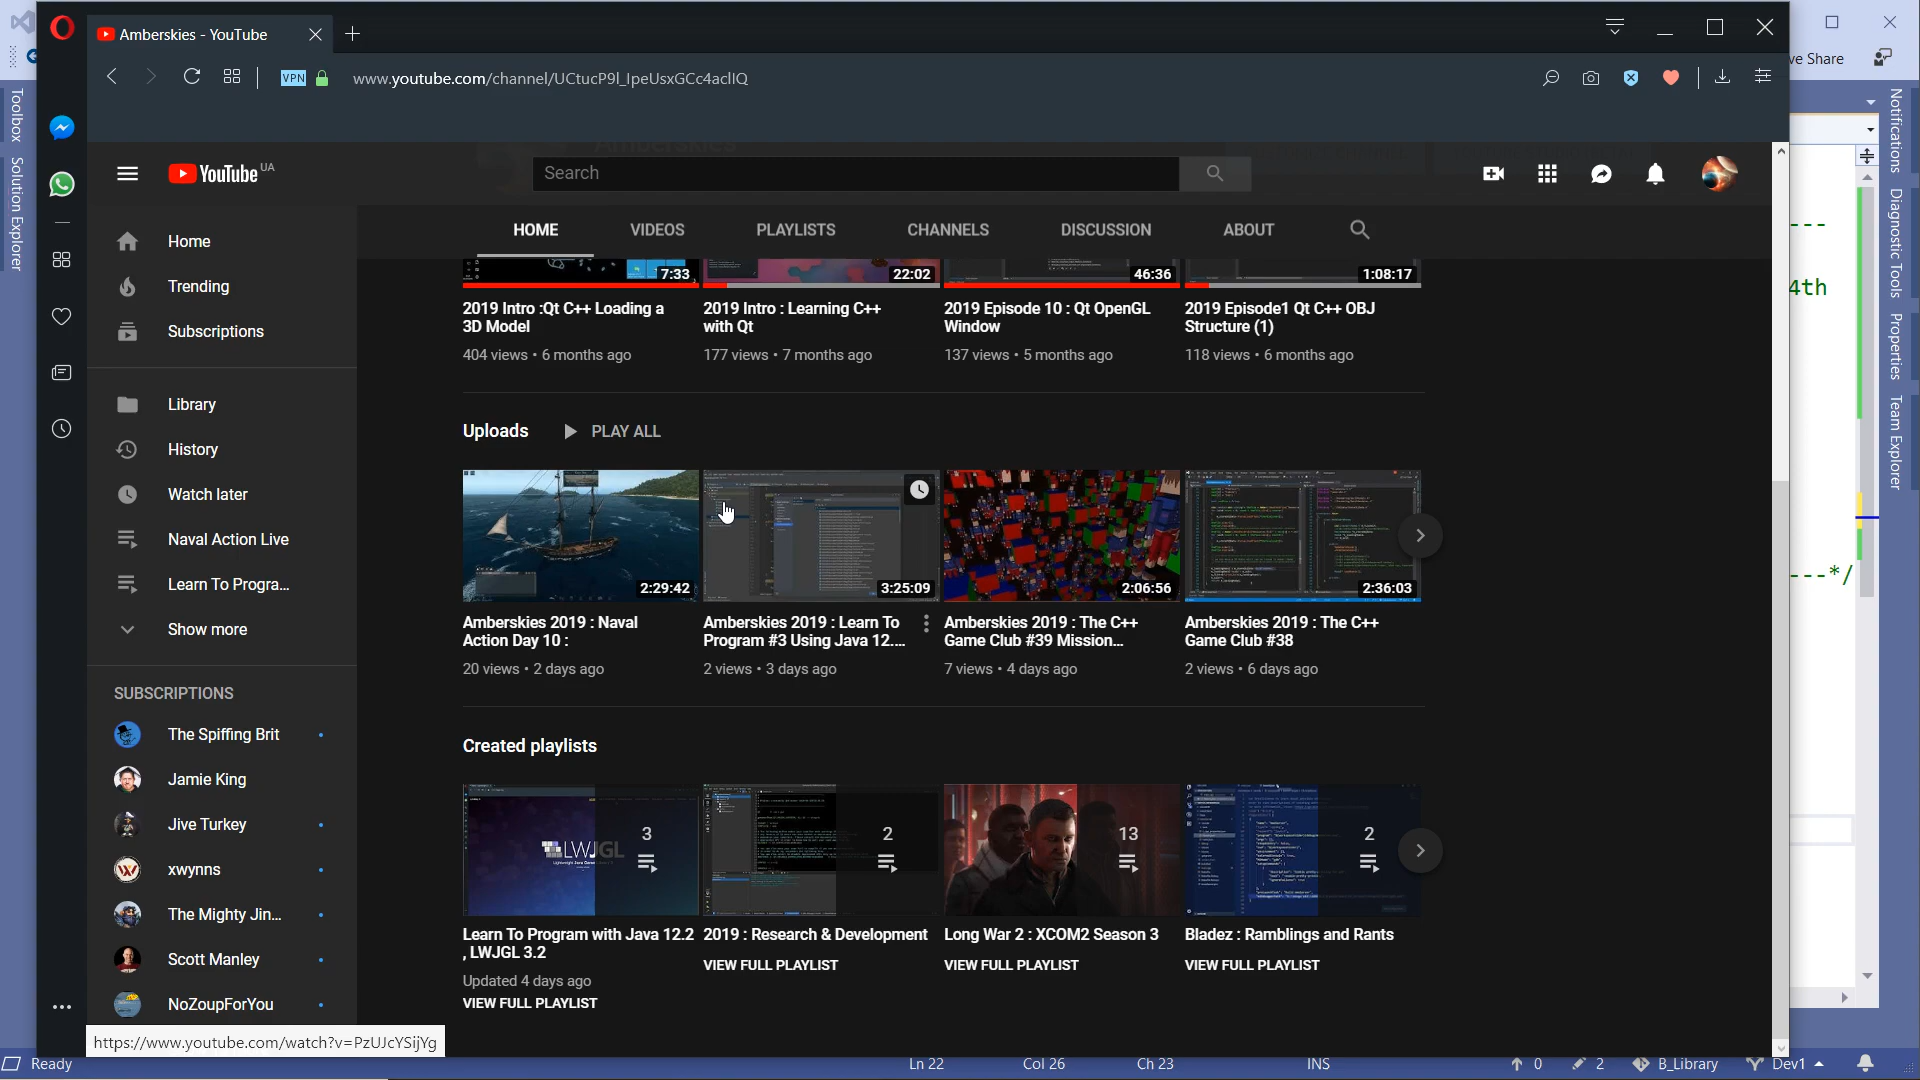 Amberskies - YouTube
VPN
www.youtube.com/channel/UCtucP9l_IpeUsxGCc4aclIQ
ve Share
YouTube UA
Search
HOME VIDEOS PLAYLISTS CHANNELS DISCUSSION ABOUT
Toolbox
Solution Explorer
Home
Trending
Subscriptions
Library
History
Watch later
Naval Action Live
Learn To Progra...
Show more
SUBSCRIPTIONS
The Spiffing Brit
Jamie King
Jive Turkey
xwynns
The Mighty Jin...
Scott Manley
NoZoupForYou
7:33 22:02 46:36 1:08:17
2019 Intro :Qt C++ Loading a
3D Model
404 views • 6 months ago
2019 Intro : Learning C++
with Qt
177 views • 7 months ago
2019 Episode 10 : Qt OpenGL
Window
137 views • 5 months ago
2019 Episode1 Qt C++ OBJ
Structure (1)
118 views • 6 months ago
Uploads PLAY ALL
2:29:42 3:25:09 2:06:56 2:36:03
Amberskies 2019 : Naval
Action Day 10 :
20 views • 2 days ago
Amberskies 2019 : Learn To
Program #3 Using Java 12....
2 views • 3 days ago
Amberskies 2019 : The C++
Game Club #39 Mission...
7 views • 4 days ago
Amberskies 2019 : The C++
Game Club #38
2 views • 6 days ago
Created playlists
LWJGL
3 2 13 2
Learn To Program with Java 12.2
, LWJGL 3.2
Updated 4 days ago
VIEW FULL PLAYLIST
2019 : Research & Development
VIEW FULL PLAYLIST
Long War 2 : XCOM2 Season 3
VIEW FULL PLAYLIST
Bladez : Ramblings and Rants
VIEW FULL PLAYLIST
---
4th
---*/
Notifications
Diagnostic Tools
Properties
Team Explorer
https://www.youtube.com/watch?v=PzUJcYSijYg
Ready Ln 22 Col 26 Ch 23 INS 0 2 B_Library Dev1